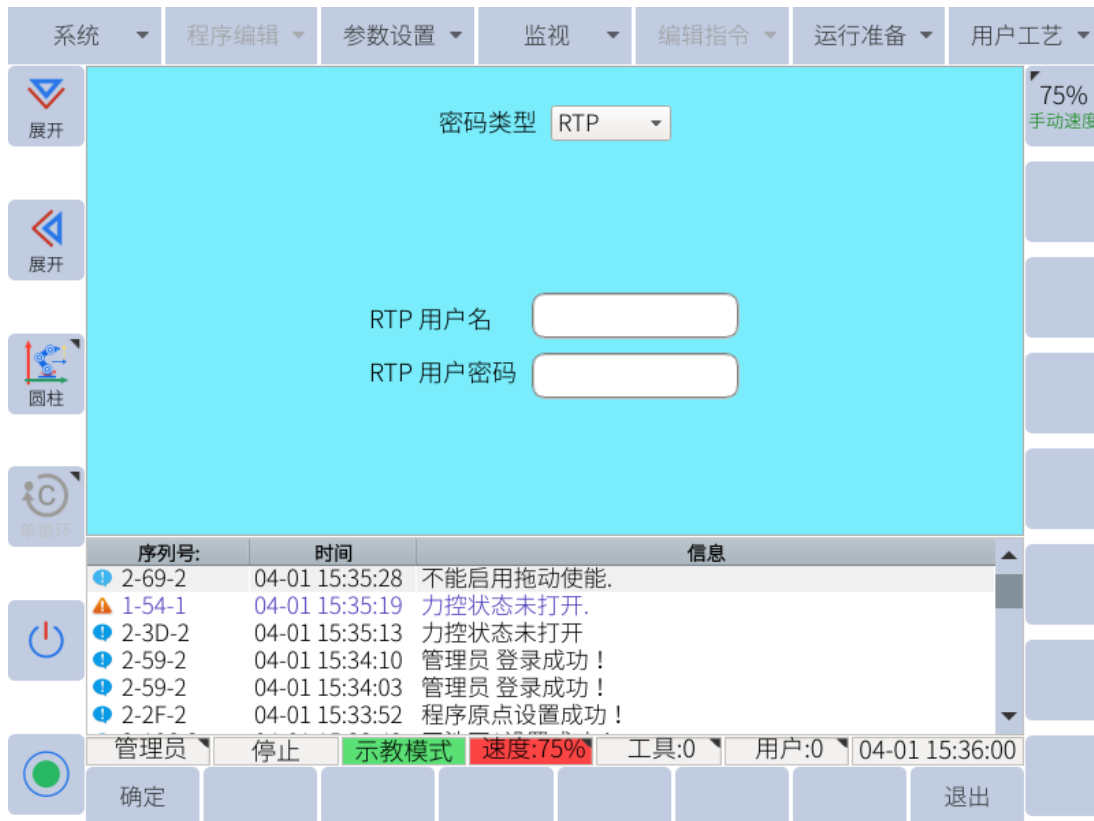 系统 程序编辑 参数设置 监视 编辑指令 运行准备 用户工艺
展开
75%
手动速度
密码类型 RTP
展开
RTP 用户名
RTP 用户密码
圆柱
单循环
序列号: 时间 信息
2-69-2 04-01 15:35:28 不能启用拖动使能.
1-54-1 04-01 15:35:19 力控状态未打开.
2-3D-2 04-01 15:35:13 力控状态未打开
2-59-2 04-01 15:34:10 管理员 登录成功！
2-59-2 04-01 15:34:03 管理员 登录成功！
2-2F-2 04-01 15:33:52 程序原点设置成功！
管理员 停止 示教模式 速度:75% 工具:0 用户:0 04-01 15:36:00
确定 退出